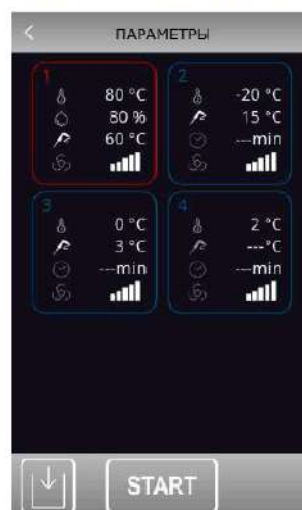 ПАРАМЕТРЫ
1
80 °C
80 %
60 °C
2
-20 °C
15 °C
---min
3
0 °C
3 °C
---min
4
2 °C
---°C
---min
START